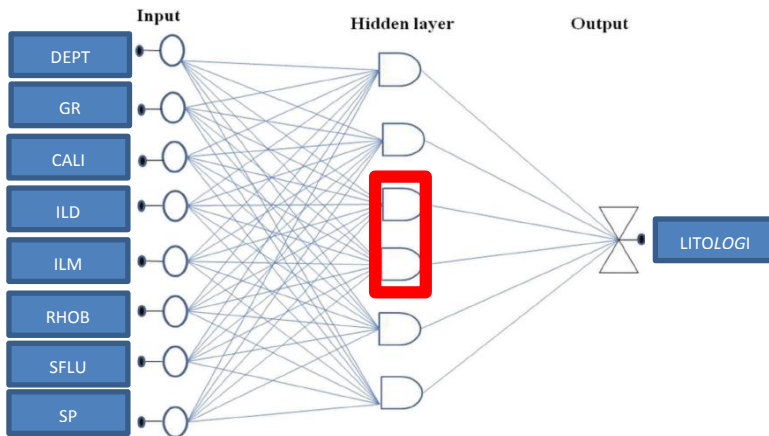 Input
Hidden layer
Output
DEPT
GR
CALI
ILD
ILM
RHOB
SFLU
SP
LITOLOGI